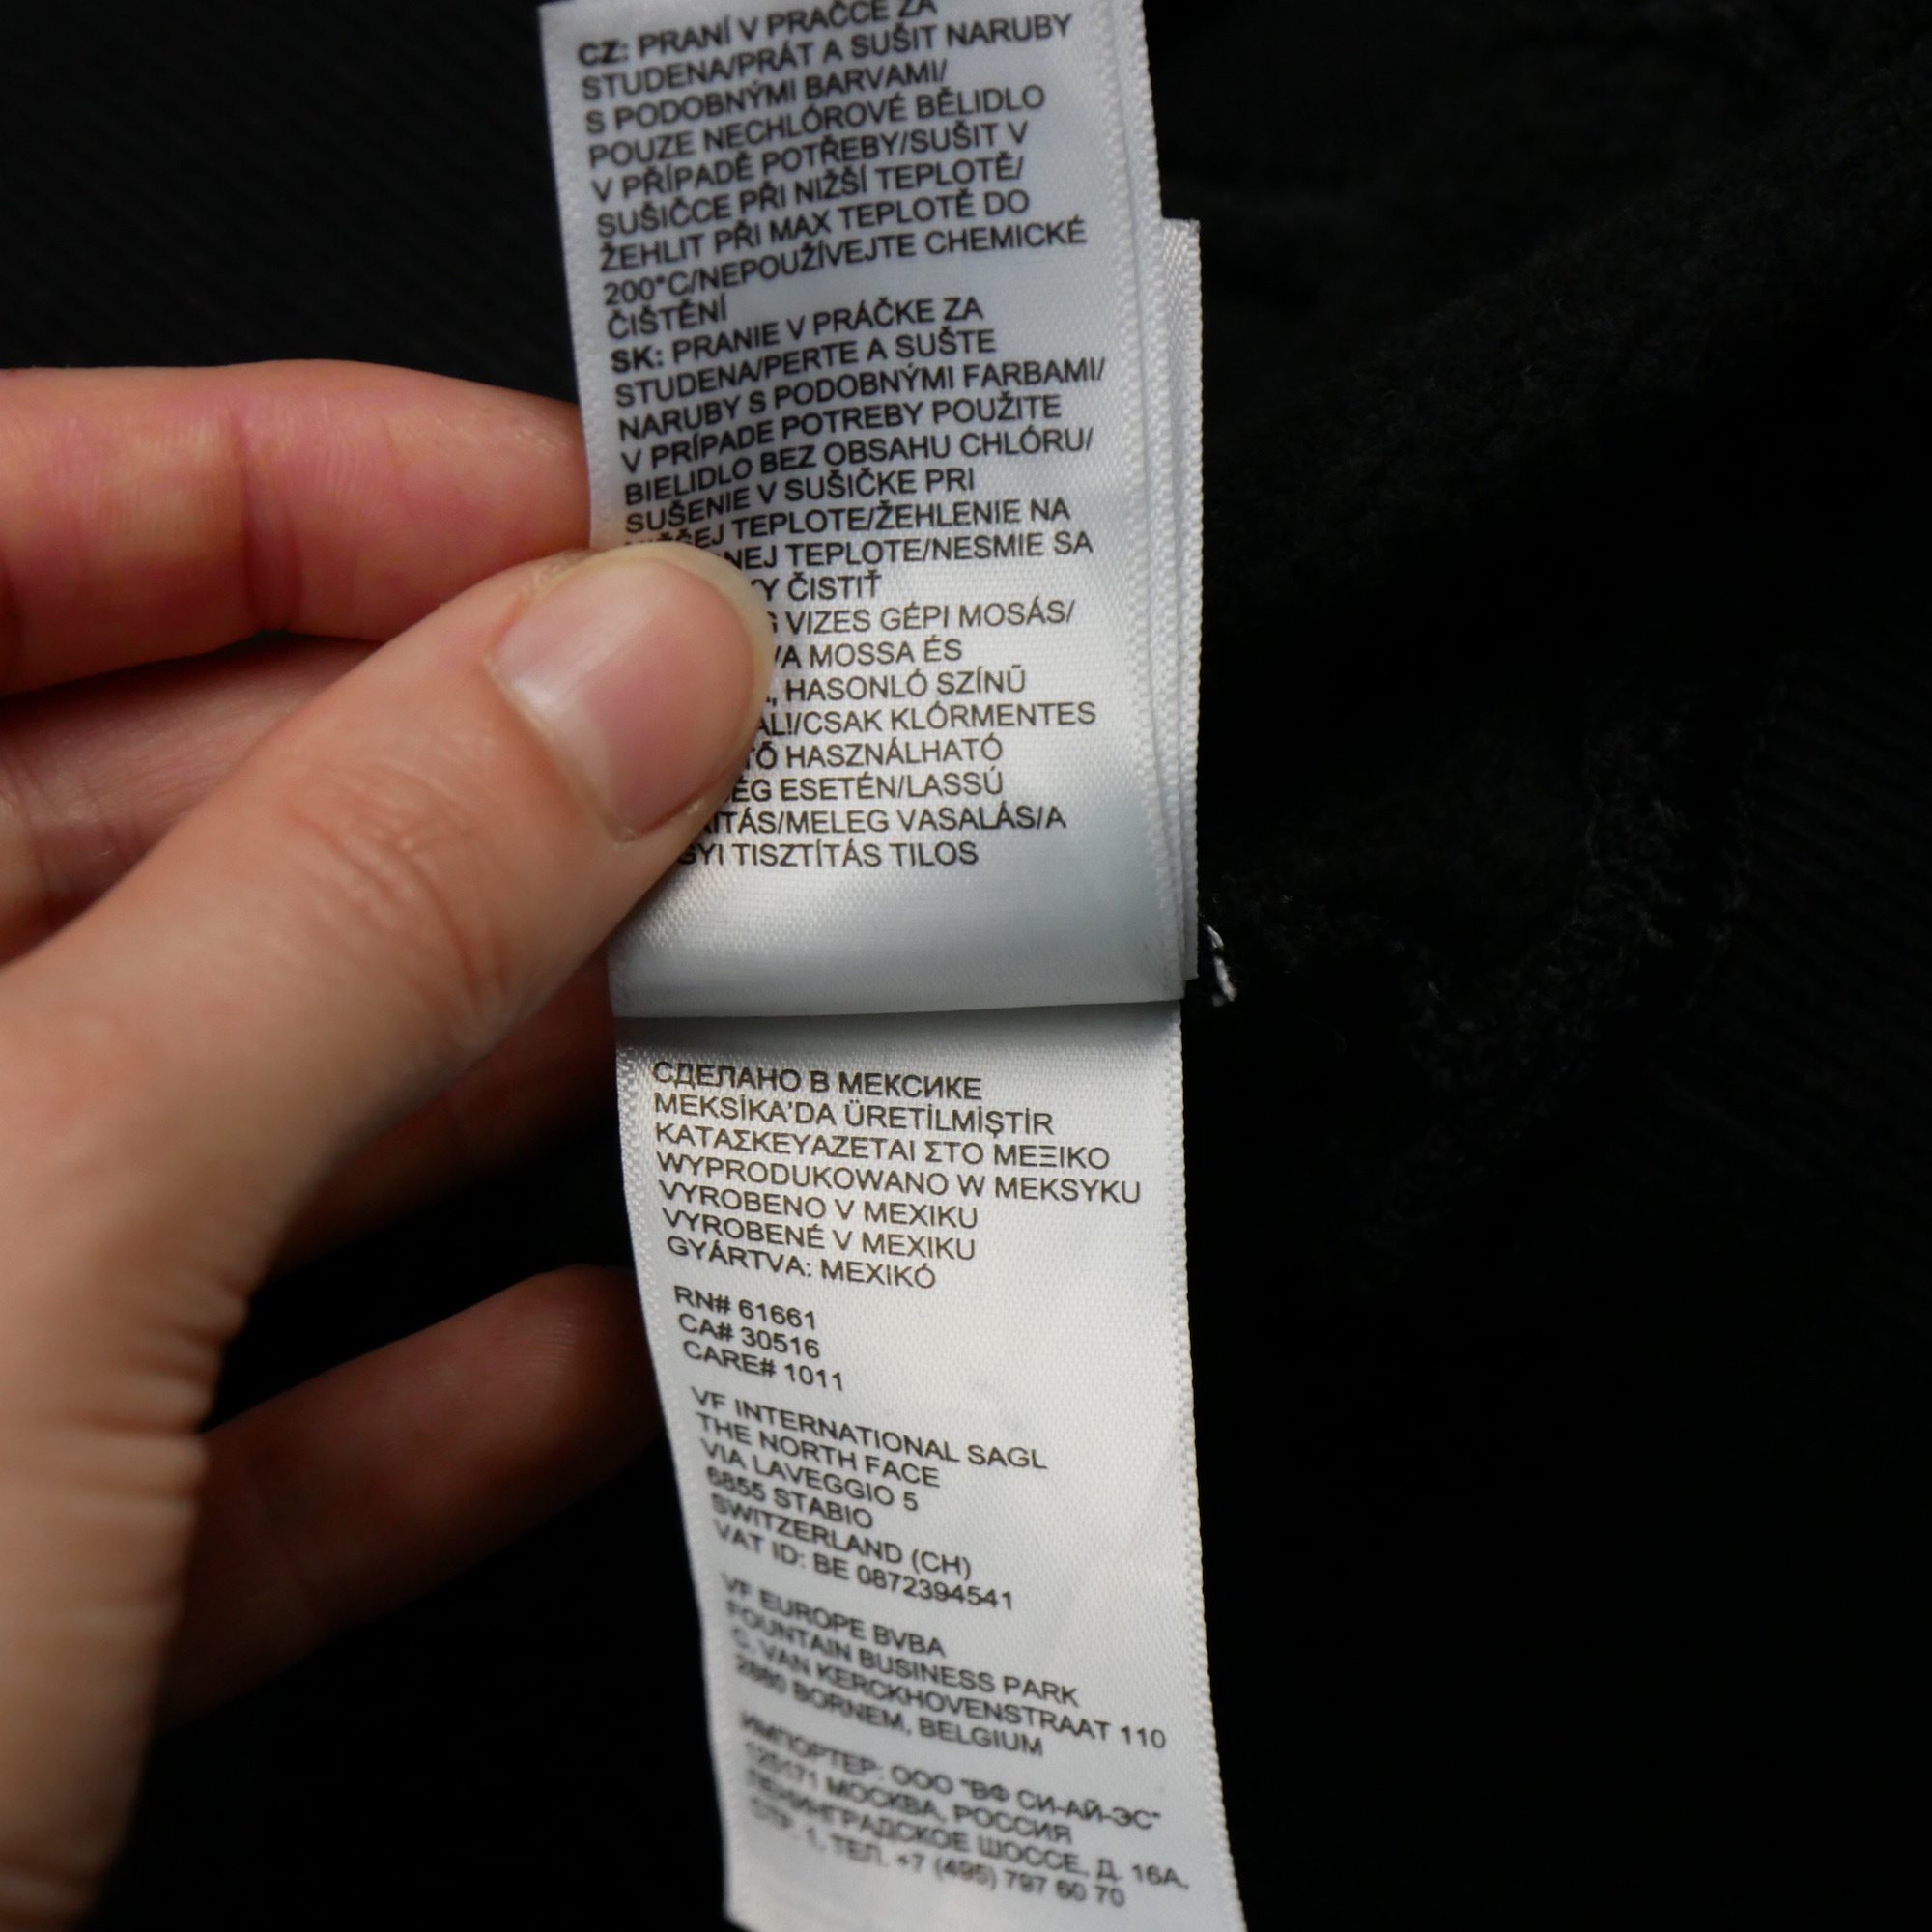 CZ: PRANÍ V PRAČCE ZA
STUDENA/PRÁT A SUŠIT NARUBY
S PODOBNÝMI BARVAMI/
POUZE NECHLÓROVÉ BĚLIDLO
V PŘÍPADĚ POTŘEBY/SUŠIT V
SUŠIČCE PŘI NIŽŠÍ TEPLOTĚ/
ŽEHLIT PŘI MAX TEPLOTĚ DO
200°C/NEPOUŽÍVEJTE CHEMICKÉ
ČIŠTĚNÍ
SK: PRANIE V PRÁČKE ZA
STUDENA/PERTE A SUŠTE
NARUBY S PODOBNÝMI FARBAMI/
V PRÍPADE POTREBY POUŽITE
BIELIDLO BEZ OBSAHU CHLÓRU/
SUŠENIE V SUŠIČKE PRI
TEPLOTE/ŽEHLENIE NA
TEPLOTE/NESMIE SA
ČISTIŤ
VIZES GÉPI MOSÁS/
MOSSA ÉS
HASONLÓ SZÍNŰ
CSAK KLÓRMENTES
HASZNÁLHATÓ
ESETÉN/LASSÚ
MELEG VASALÁS/A
TISZTÍTÁS TILOS
СДЕЛАНО В МЕКСИКЕ
MEKSİKA'DA ÜRETİLMİŞTİR
ΚΑΤΑΣΚΕΥΑΖΕΤΑΙ ΣΤΟ ΜΕΞΙΚΟ
WYPRODUKOWANO W MEKSYKU
VYROBENO V MEXIKU
VYROBENÉ V MEXIKU
GYÁRTVA: MEXIKÓ
RN# 61661
CA# 30516
CARE# 1011
VF INTERNATIONAL SAGL
THE NORTH FACE
VIA LAVEGGIO 5
6855 STABIO
SWITZERLAND (CH)
VAT ID: BE 0872394541
VF EUROPE BVBA
FOUNTAIN BUSINESS PARK
C. VAN KERCKHOVENSTRAAT 110
2880 BORNEM, BELGIUM
ИМПОРТЕР: ООО "ВФ СИ-АЙ-ЭС"
125171 МОСКВА, РОССИЯ
ЛЕНИНГРАДСКОЕ ШОССЕ, Д. 16А,
СТР. 1, ТЕЛ. +7 (495) 797 60 70